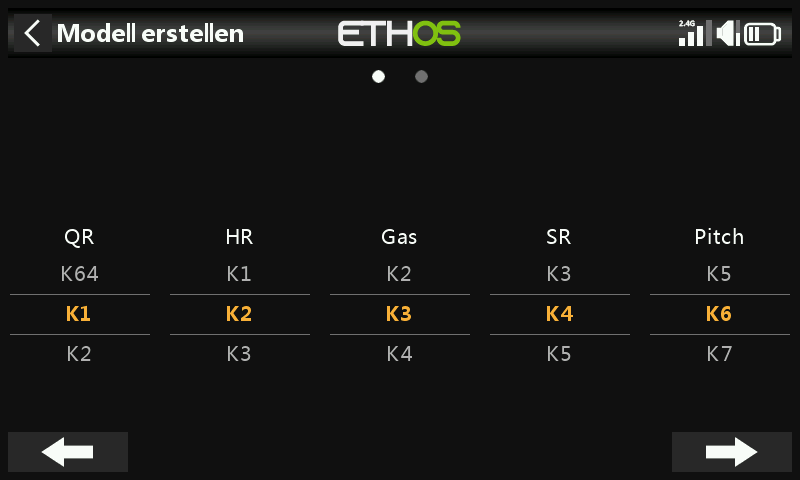 Modell erstellen
ETHOS
2.4G
QR HR Gas SR Pitch
K64 K1 K2 K3 K5
K1 K2 K3 K4 K6
K2 K3 K4 K5 K7